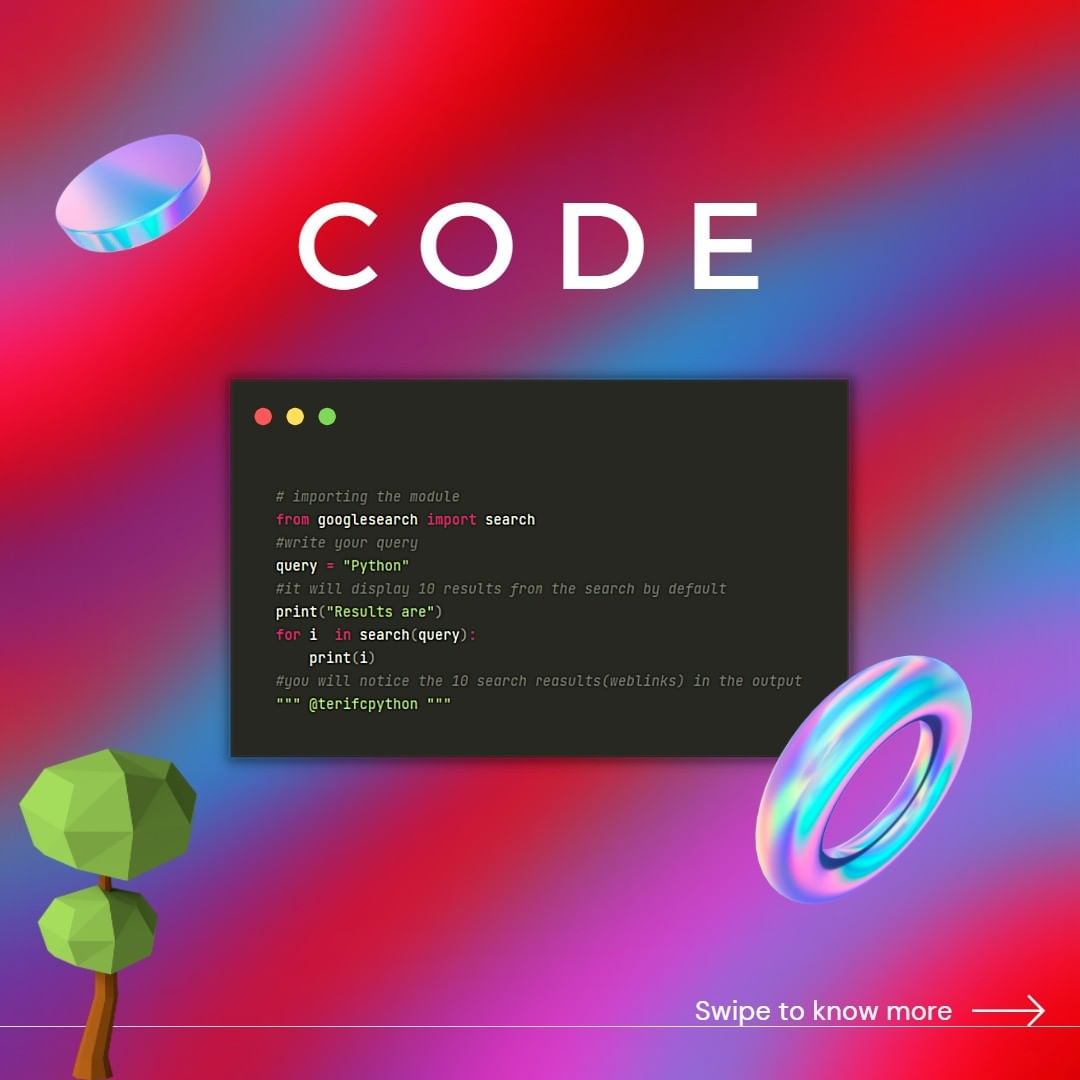 CODE
# importing the module
from googlesearch import search
#write your query
query = "Python"
#it will display 10 results from the search by default
print("Results are")
for i  in search(query):
    print(i)
#you will notice the 10 search reasults(weblinks) in the output
""" @terifcpython """
Swipe to know more